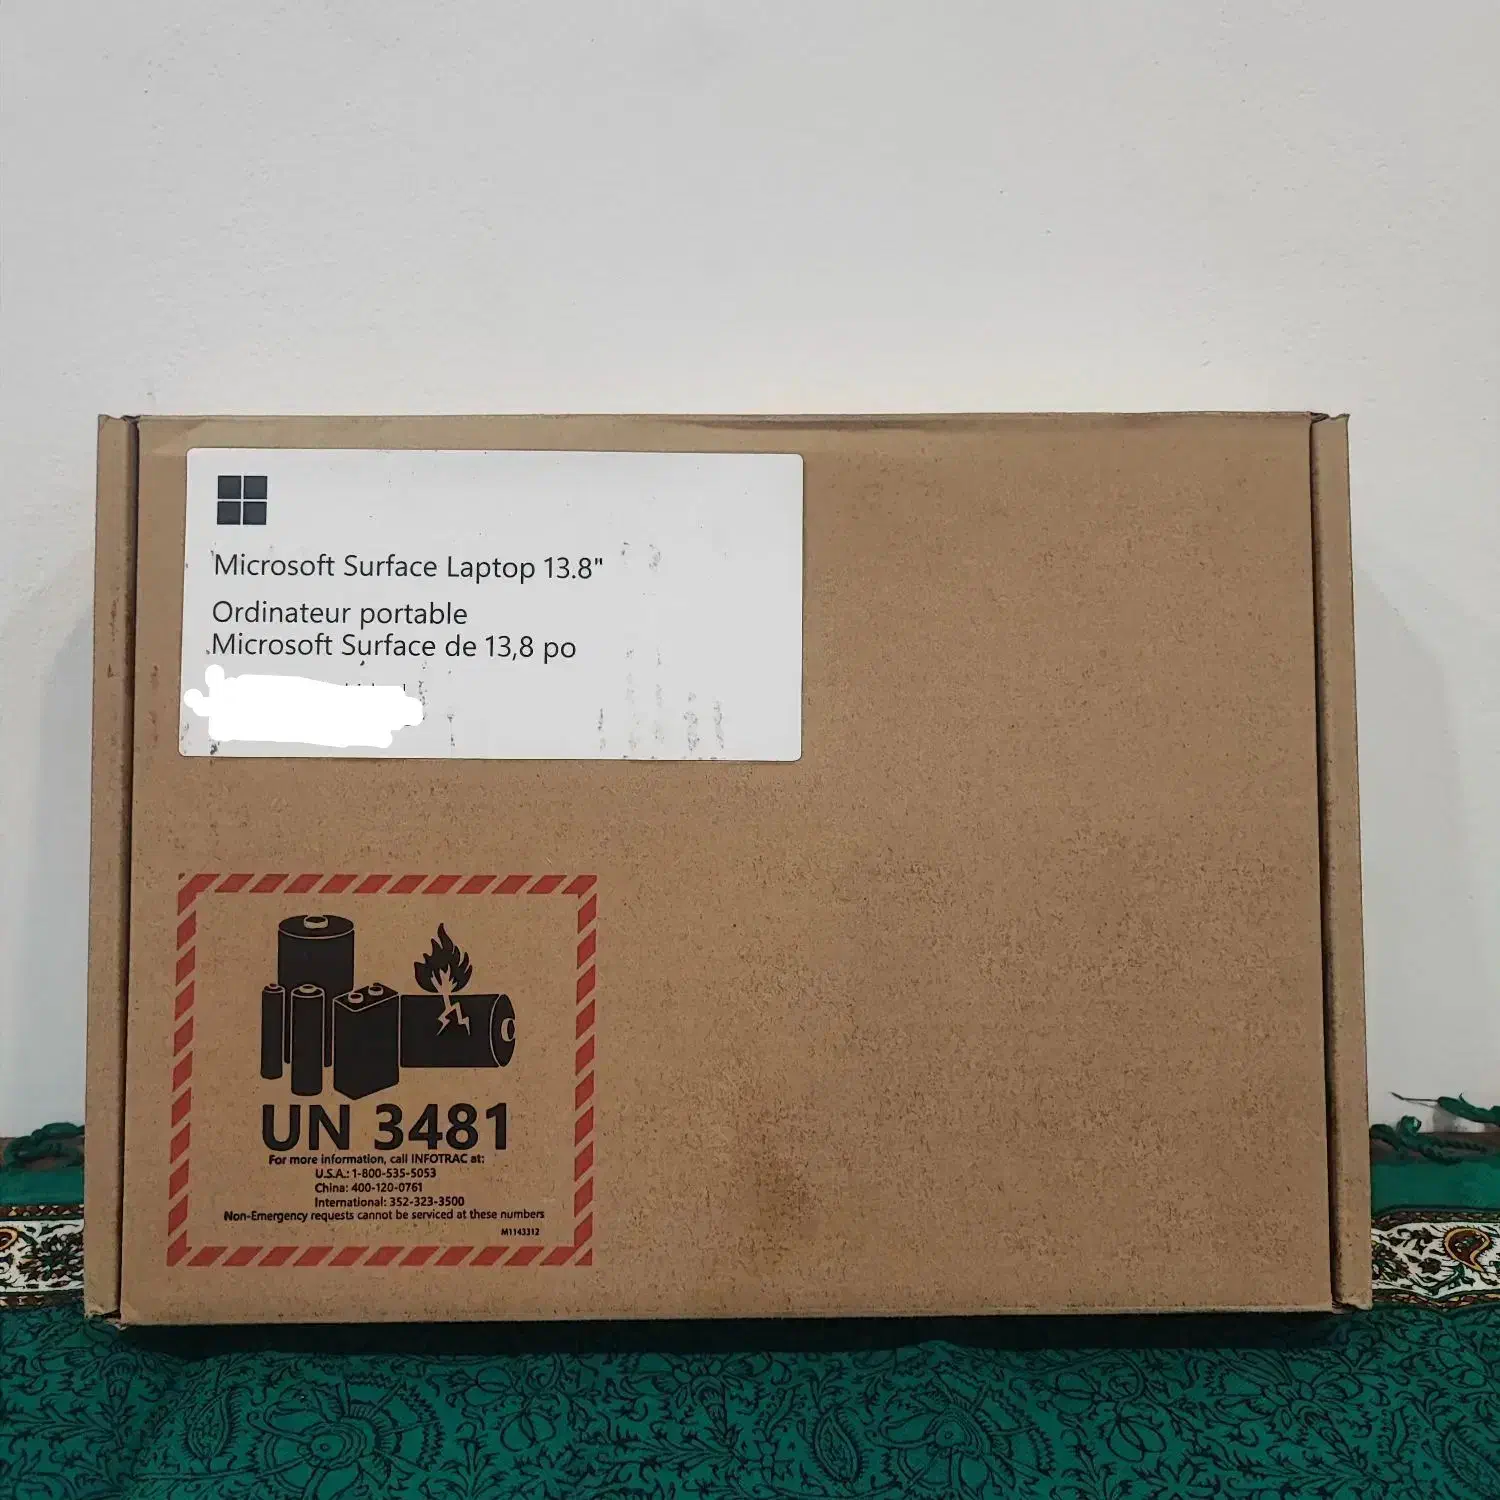 Microsoft Surface Laptop 13.8"
Ordinateur portable
Microsoft Surface de 13,8 po
UN 3481
For more information, call INFOTRAC at:
U.S.A.: 1-800-535-5053
China: 400-120-0761
International: 352-323-3500
Non-Emergency requests cannot be serviced at these numbers
M1143312